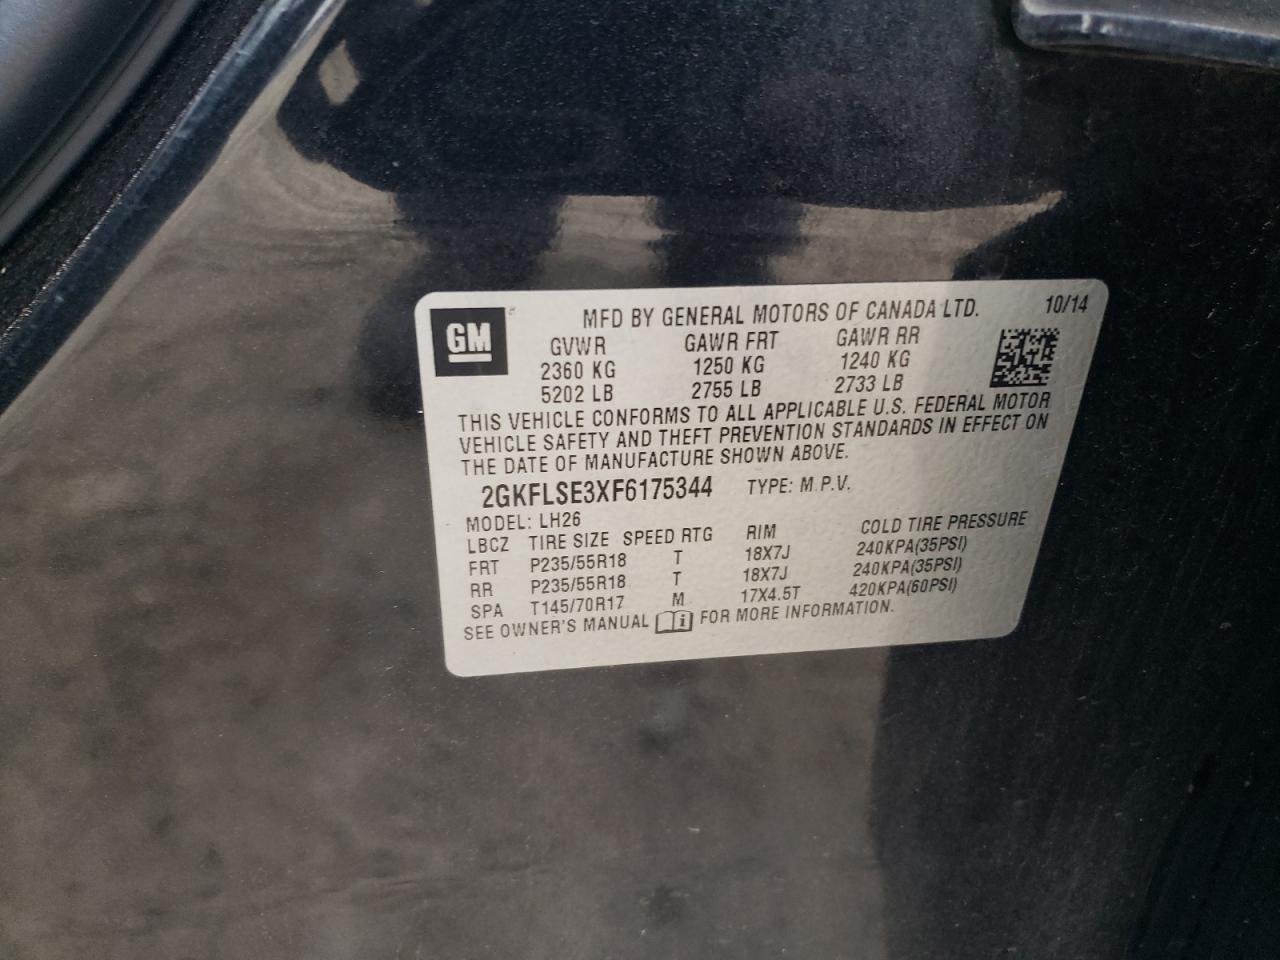 GM
MFD BY GENERAL MOTORS OF CANADA LTD. 10/14
GVWR GAWR FRT GAWR RR
2360 KG 1250 KG 1240 KG
5202 LB 2755 LB 2733 LB
THIS VEHICLE CONFORMS TO ALL APPLICABLE U.S. FEDERAL MOTOR
VEHICLE SAFETY AND THEFT PREVENTION STANDARDS IN EFFECT ON
THE DATE OF MANUFACTURE SHOWN ABOVE.
2GKFLSE3XF6175344 TYPE: M.P.V.
MODEL: LH26
LBCZ TIRE SIZE SPEED RTG RIM COLD TIRE PRESSURE
FRT P235/55R18 T 18X7J 240KPA(35PSI)
RR P235/55R18 T 18X7J 240KPA(35PSI)
SPA T145/70R17 M 17X4.5T 420KPA(60PSI)
SEE OWNER'S MANUAL i FOR MORE INFORMATION.